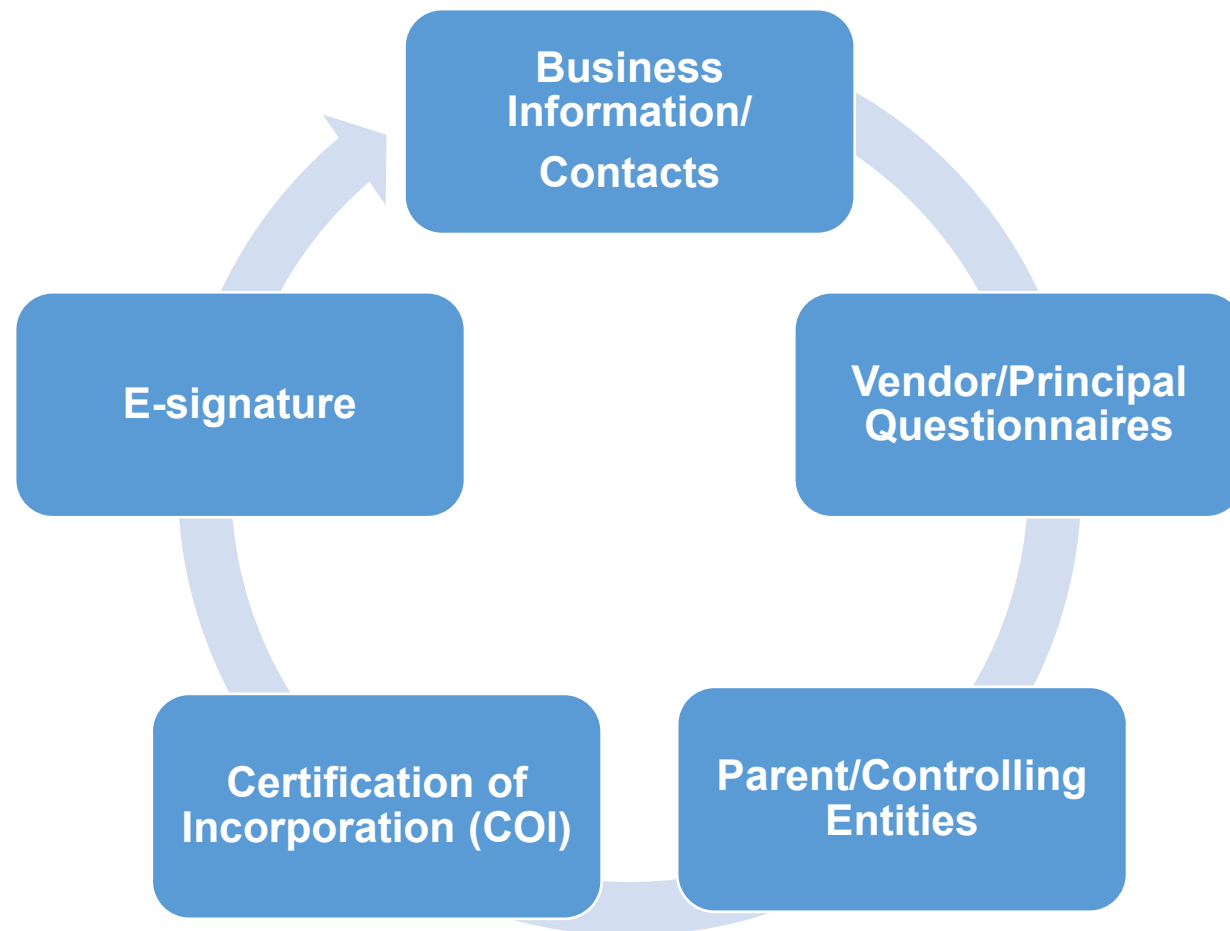 Business
Information/
Contacts
Vendor/Principal
Questionnaires
Parent/Controlling
Entities
Certification of
Incorporation (COI)
E-signature